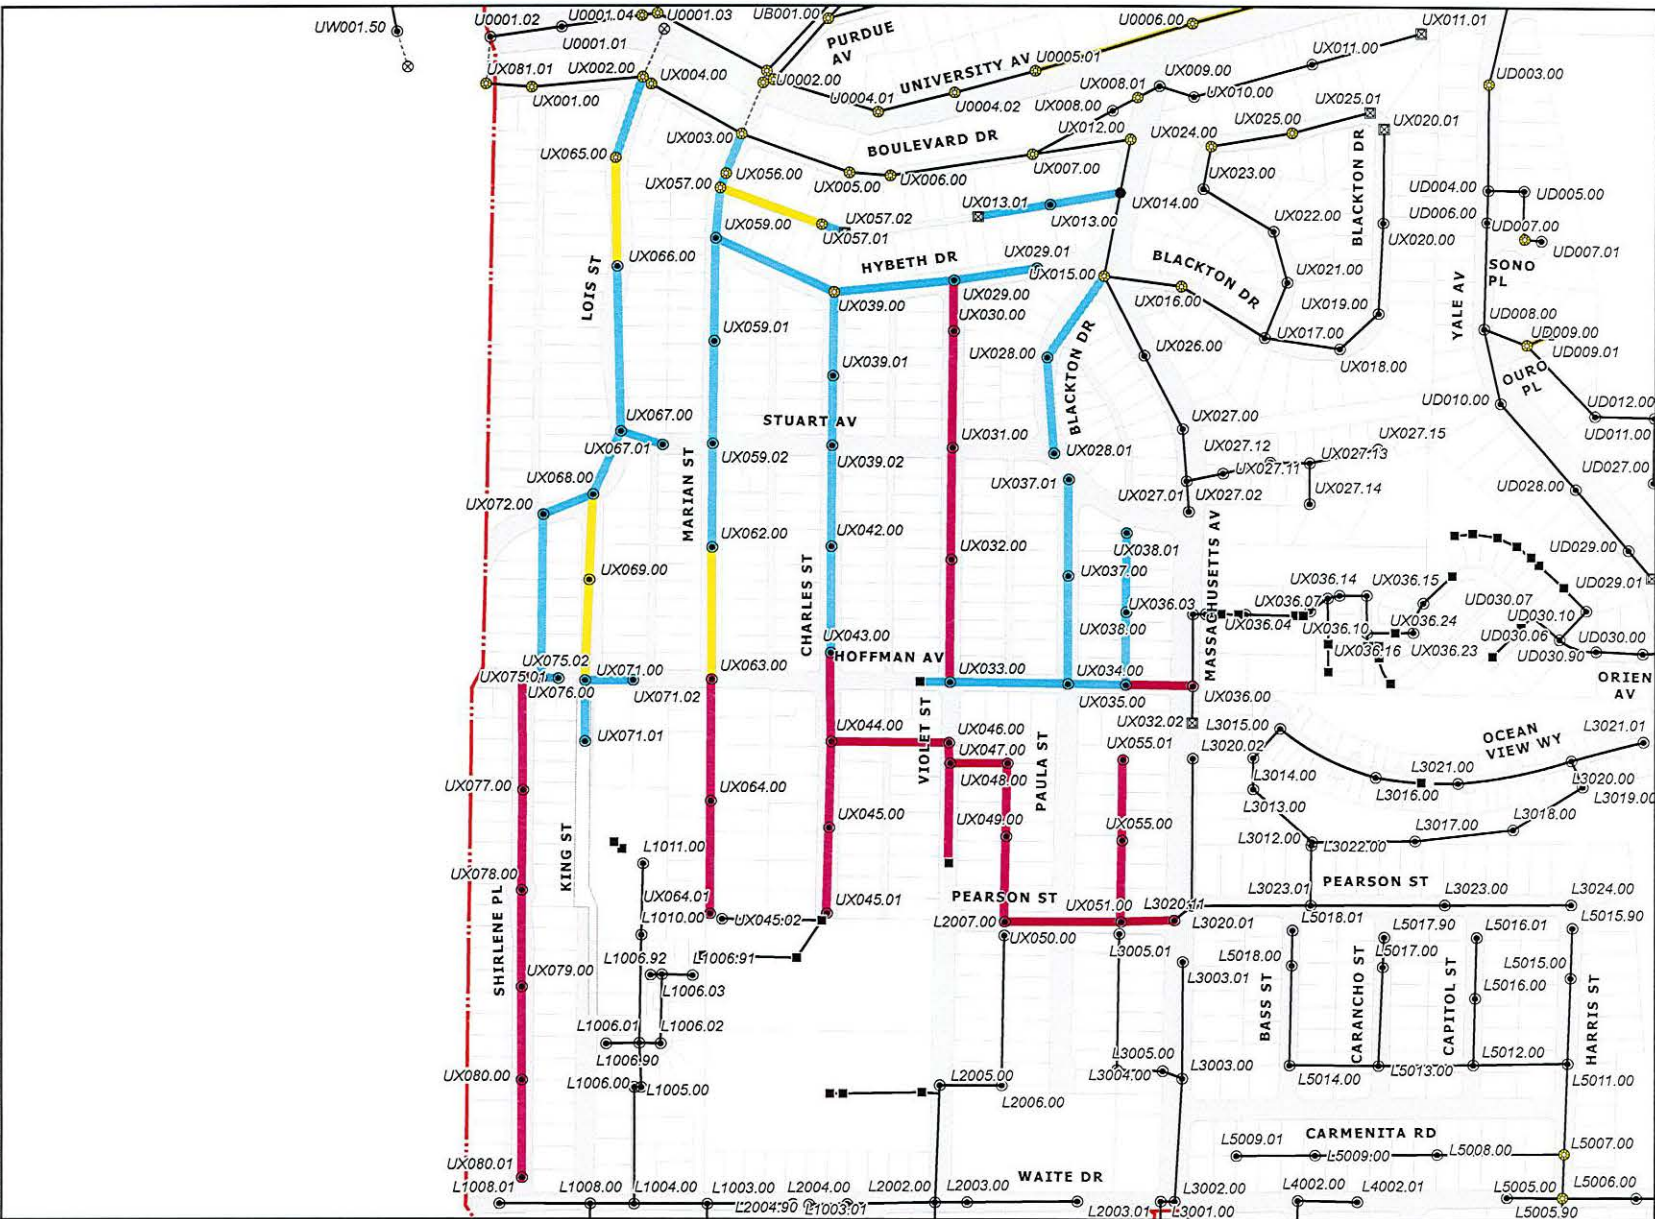 UW001.50
U0001.02
U0001.04
U0001.03
UB001.00
U0006.00
UX011.01
PURDUE
AV
U0001.01
UX081.01
UX002.00
UX004.00
U0002.00
UNIVERSITY AV
U0005.01
UX011.00
UX009.00
UX008.01
UX010.00
UD003.00
UX001.00
U0004.01
U0004.02
UX008.00
UX025.01
UX012.00
UX024.00
UX025.00
UX020.01
UX003.00
BOULEVARD DR
UX065.00
UX056.00
UX057.00
UX005.00
UX006.00
UX007.00
UX023.00
BLACKTON DR
UD004.00
UD005.00
UX013.01
UX013.00
UX014.00
UX057.02
UX057.01
UX059.00
UX022.00
UX020.00
UD006.00
UD007.00
UD007.01
UX066.00
LOIS ST
HYBETH DR
UX029.01
UX015.00
BLACKTON DR
UX021.00
SONO
PL
YALE AV
UX039.00
UX029.00
UX016.00
UX019.00
UX059.01
UX030.00
UX017.00
UD008.00
UD009.00
UD009.01
UX028.00
UX026.00
UX018.00
UX039.01
BLACKTON DR
OURO
PL
UD010.00
UD012.00
UX067.00
STUART AV
UX067.01
UX031.00
UX027.00
UD011.00
UX059.02
UX039.02
UX028.01
UX027.12
UX027.15
UX027.13
UX027.11
UD027.00
MARIAN ST
UX068.00
UX037.01
UX027.01
UX027.02
UX027.14
UD028.00
UX072.00
UX062.00
UX042.00
UX032.00
UX038.01
MASSACHUSETTS AV
UD029.00
UX069.00
CHARLES ST
UX037.00
UX036.14
UX036.15
UD029.01
UX036.03
UX036.07
UX036.04
UD030.07
UD030.10
UX038.00
UX036.10
UX036.24
UD030.06
UD030.00
UX043.00
HOFFMAN AV
UX036.16
UX036.23
UD030.90
UX075.02
UX075.01
UX071.00
UX063.00
UX033.00
UX034.00
UX076.00
UX071.02
UX035.00
UX036.00
ORIEN
AV
VIOLET ST
UX071.01
UX044.00
UX046.00
UX032.02
L3015.00
OCEAN
VIEW WY
L3021.01
UX047.00
UX055.01
L3020.02
PAULA ST
UX048.00
L3014.00
L3021.00
L3020.00
UX077.00
UX064.00
L3016.00
L3019.00
L3013.00
UX045.00
UX049.00
UX055.00
L3018.00
L3012.00
L3022.00
L3017.00
KING ST
L1011.00
UX078.00
UX064.01
PEARSON ST
L3023.01
PEARSON ST
L3023.00
L3024.00
UX045.01
UX051.00
L3020.11
L1010.00
UX045.02
L2007.00
L3020.01
L5018.01
L5017.90
L5016.01
L5015.90
UX050.00
SHIRLENE PL
L1006.92
L1006.91
L3005.01
L5018.00
L5017.00
L5015.00
UX079.00
L1006.03
L3003.01
BASS ST
CARANCHO ST
CAPITOL ST
L5016.00
HARRIS ST
L1006.01
L1006.02
L1006.90
L3005.00
L5012.00
UX080.00
L1006.00
L1005.00
L2005.00
L3004.00
L3003.00
L5014.00
L5013.00
L5011.00
L2006.00
L5009.01
CARMENITA RD
L5007.00
L5009.00
L5008.00
UX080.01
WAITE DR
L1008.01
L1008.00
L1004.00
L1003.00
L2004.00
L2002.00
L2003.00
L3002.00
L4002.00
L4002.01
L5005.00
L5006.00
L2004.90
L1003.01
L2003.01
L3001.00
L5005.90